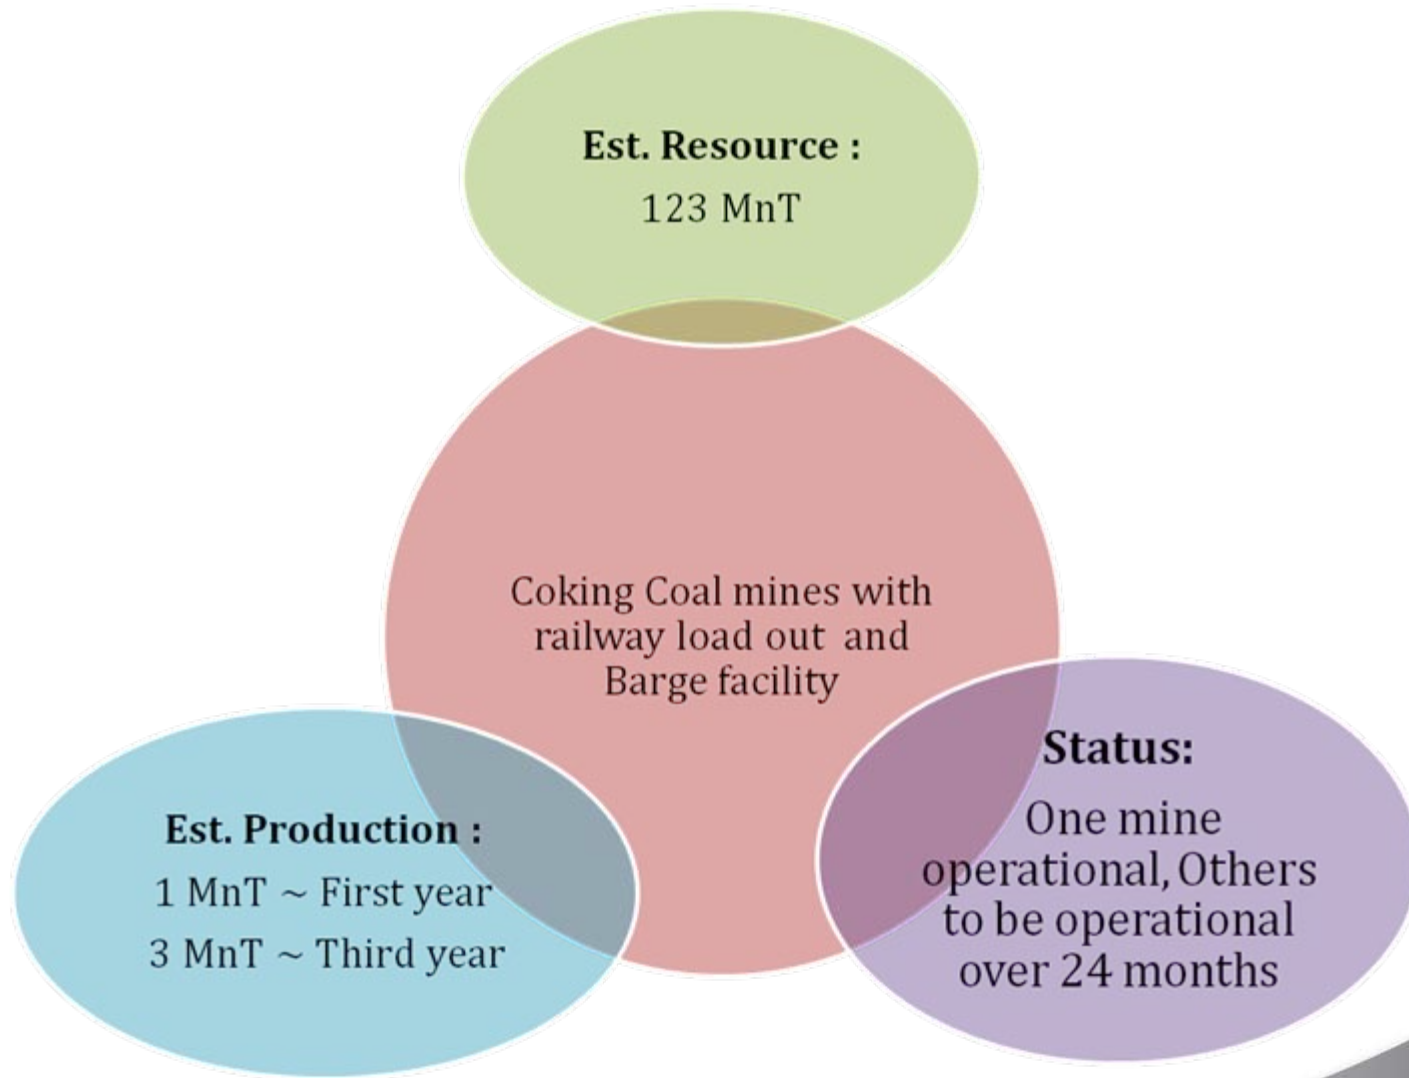 Est. Resource :
123 MnT
Coking Coal mines with
railway load out and
Barge facility
Est. Production :
1 MnT ~ First year
3 MnT ~ Third year
Status:
One mine
operational, Others
to be operational
over 24 months